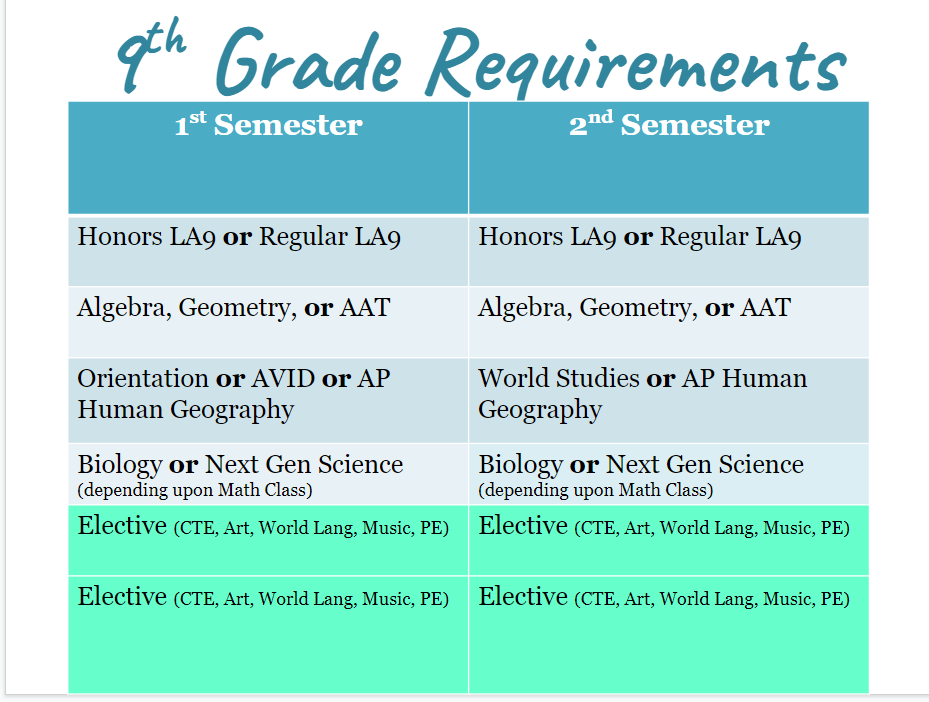 9th Grade Requirements
1st Semester
2nd Semester
Honors LA9 or Regular LA9
Honors LA9 or Regular LA9
Algebra, Geometry, or AAT
Algebra, Geometry, or AAT
Orientation or AVID or AP
Human Geography
World Studies or AP Human
Geography
Biology or Next Gen Science
(depending upon Math Class)
Biology or Next Gen Science
(depending upon Math Class)
Elective (CTE, Art, World Lang, Music, PE)
Elective (CTE, Art, World Lang, Music, PE)
Elective (CTE, Art, World Lang, Music, PE)
Elective (CTE, Art, World Lang, Music, PE)